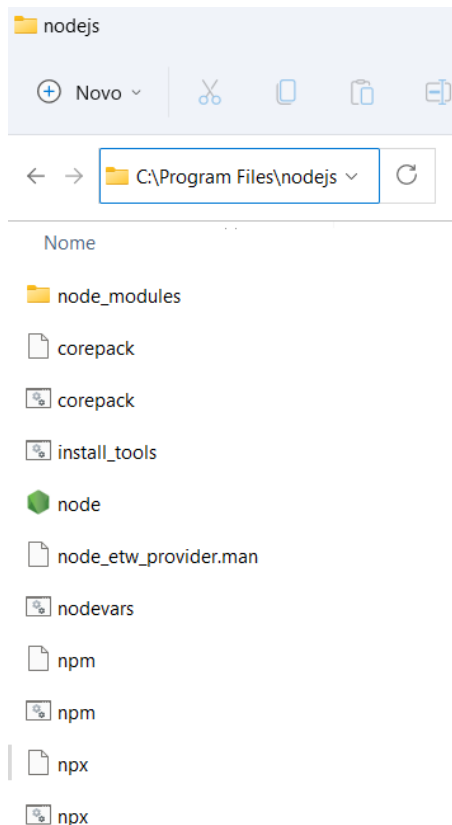 nodejs
Novo
C:\Program Files\nodejs
Nome
node_modules
corepack
corepack
install_tools
node
node_etw_provider.man
nodevars
npm
npm
npx
npx